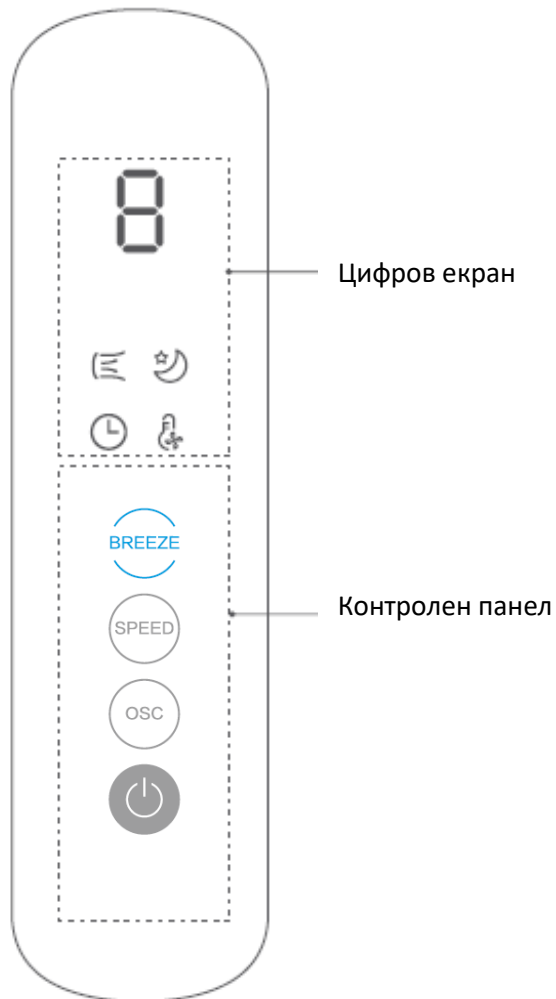 8
Цифров екран
BREEZE
SPEED
Контролен панел
OSC